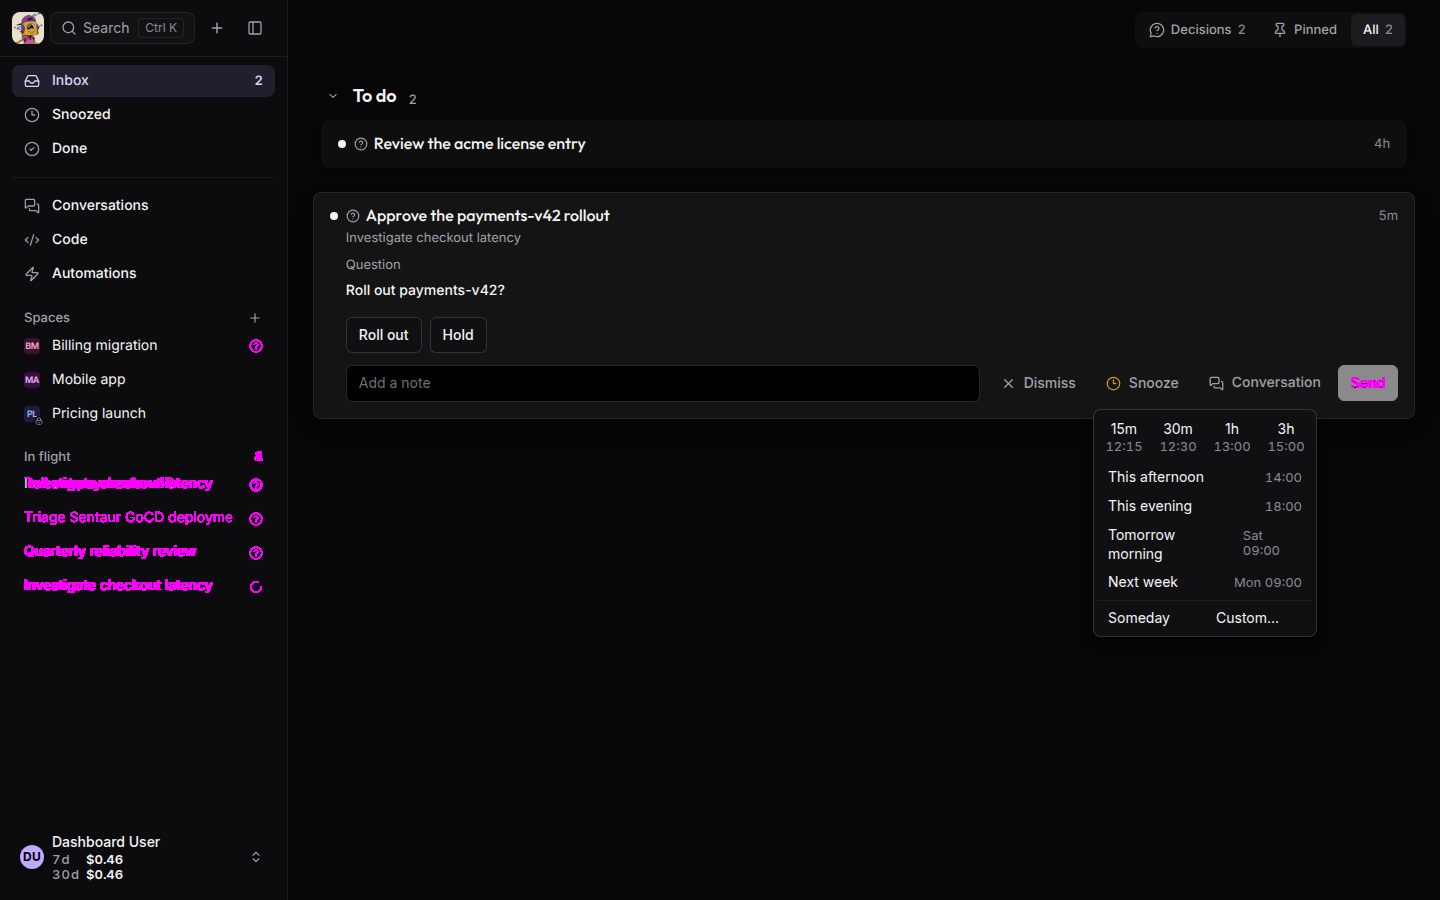 Search Ctrl K
Inbox 2
Snoozed
Done
Conversations
Code
Automations
Spaces
BM Billing migration
MA Mobile app
PL Pricing launch
In flight
latency
Triage Sentaur GoCD deployme
Quarterly reliability review
Investigate checkout latency
DU Dashboard User
7d $0.46
30d $0.46
Decisions 2 Pinned All 2
To do 2
Review the acme license entry 4h
Approve the payments-v42 rollout 5m
Investigate checkout latency
Question
Roll out payments-v42?
Roll out Hold
Add a note Dismiss Snooze Conversation Send
15m 30m 1h 3h
12:15 12:30 13:00 15:00
This afternoon 14:00
This evening 18:00
Tomorrow morning Sat 09:00
Next week Mon 09:00
Someday Custom...